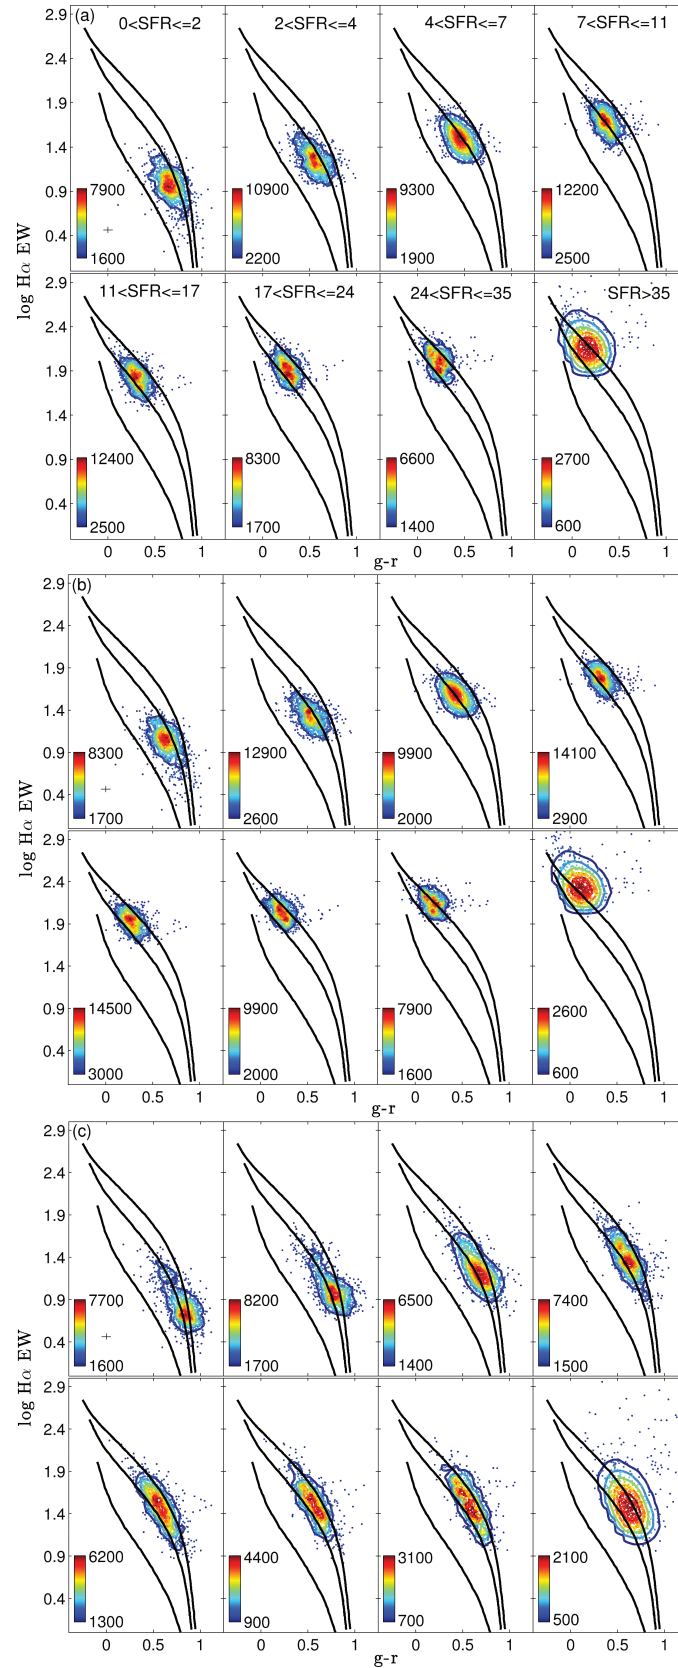 (a) 0<SFR<=2 2<SFR<=4 4<SFR<=7 7<SFR<=11
2.9
2.4
1.9
1.4
0.9
0.4
7900 10900 9300 12200
1600 2200 1900 2500
log Hα EW
11<SFR<=17 17<SFR<=24 24<SFR<=35 SFR>35
2.9
2.4
1.9
1.4
0.9
0.4
12400 8300 6600 2700
2500 1700 1400 600
0 0.5 1 0 0.5 1 0 0.5 1 0 0.5 1
g-r
(b)
2.9
2.4
1.9
1.4
0.9
0.4
8300 12900 9900 14100
1700 2600 2000 2900
log Hα EW
2.9
2.4
1.9
1.4
0.9
0.4
14500 9900 7900 2600
3000 2000 1600 600
0 0.5 1 0 0.5 1 0 0.5 1 0 0.5 1
g-r
(c)
2.9
2.4
1.9
1.4
0.9
0.4
7700 8200 6500 7400
1600 1700 1400 1500
log Hα EW
2.9
2.4
1.9
1.4
0.9
0.4
6200 4400 3100 2100
1300 900 700 500
0 0.5 1 0 0.5 1 0 0.5 1 0 0.5 1
g-r